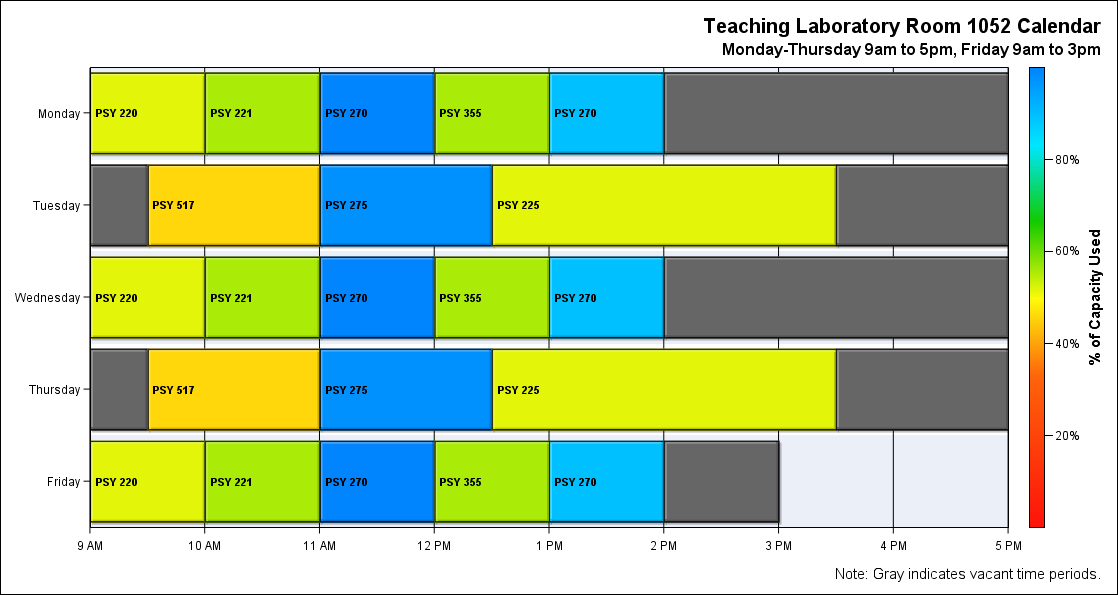 Teaching Laboratory Room 1052 Calendar
Monday-Thursday 9am to 5pm, Friday 9am to 3pm
Monday PSY 220 PSY 221 PSY 270 PSY 355 PSY 270
80%
Tuesday PSY 517 PSY 275 PSY 225
60%
% of Capacity Used
Wednesday PSY 220 PSY 221 PSY 270 PSY 355 PSY 270
40%
Thursday PSY 517 PSY 275 PSY 225
20%
Friday PSY 220 PSY 221 PSY 270 PSY 355 PSY 270
9 AM 10 AM 11 AM 12 PM 1 PM 2 PM 3 PM 4 PM 5 PM
Note: Gray indicates vacant time periods.